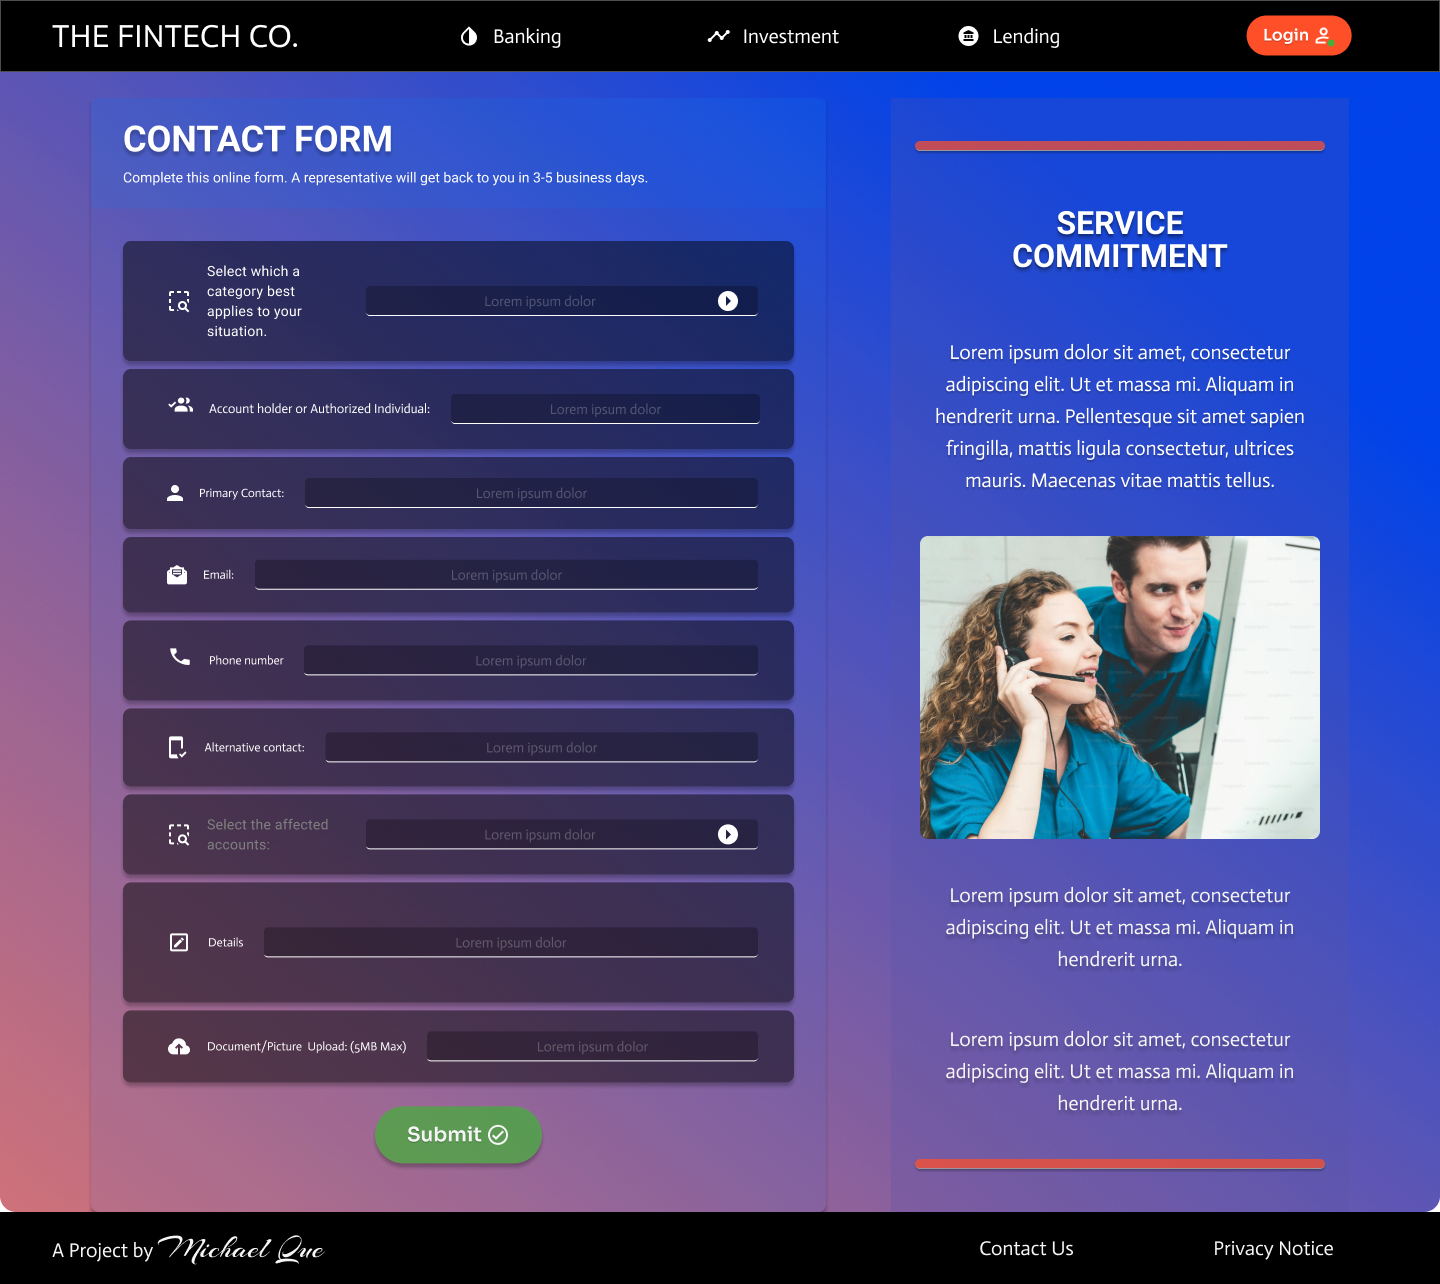 THE FINTECH CO.
Banking
Investment
Lending
Login
CONTACT FORM
Complete this online form. A representative will get back to you in 3-5 business days.
Select which a
category best
applies to your
situation.
Lorem ipsum dolor
Account holder or Authorized Individual:
Lorem ipsum dolor
Primary Contact:
Lorem ipsum dolor
Email:
Lorem ipsum dolor
Phone number
Lorem ipsum dolor
Alternative contact:
Lorem ipsum dolor
Select the affected
accounts:
Lorem ipsum dolor
Details
Lorem ipsum dolor
Document/Picture Upload: (5MB Max)
Lorem ipsum dolor
Submit
SERVICE
COMMITMENT
Lorem ipsum dolor sit amet, consectetur
adipiscing elit. Ut et massa mi. Aliquam in
hendrerit urna. Pellentesque sit amet sapien
fringilla, mattis ligula consectetur, ultrices
mauris. Maecenas vitae mattis tellus.
Lorem ipsum dolor sit amet, consectetur
adipiscing elit. Ut et massa mi. Aliquam in
hendrerit urna.
Lorem ipsum dolor sit amet, consectetur
adipiscing elit. Ut et massa mi. Aliquam in
hendrerit urna.
A Project by Michael Que
Contact Us
Privacy Notice